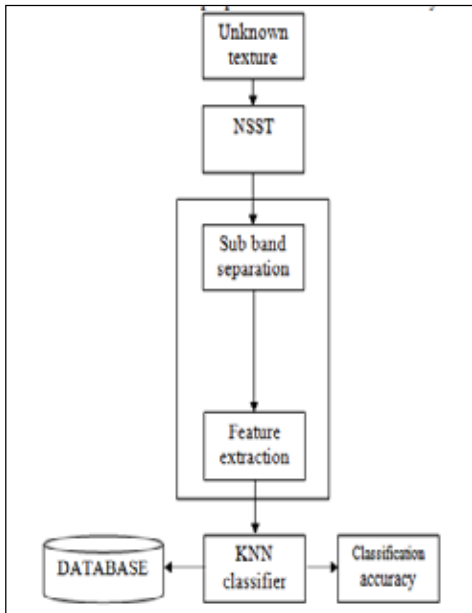 Unknown
texture
NSST
Sub band
separation
Feature
extraction
DATABASE
KNN
classifier
Classification
accuracy